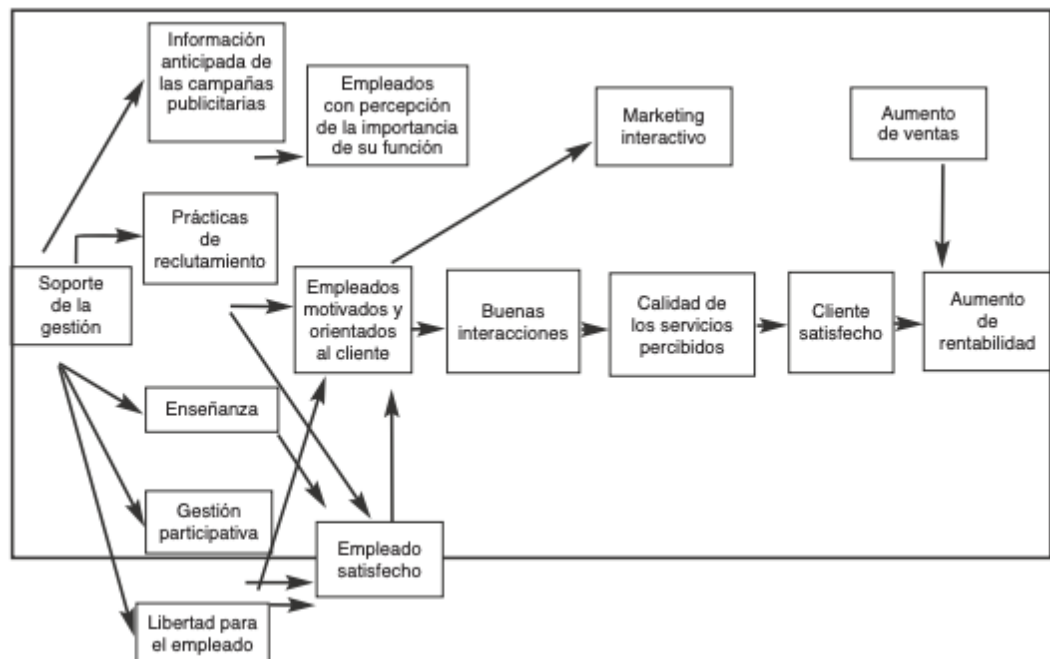 Información
anticipada de
las campañas
publicitarias
Empleados
con percepción
de la importancia
de su función
Marketing
interactivo
Aumento
de ventas
Prácticas
de
reclutamiento
Soporte
de la
gestión
Empleados
motivados y
orientados
al cliente
Buenas
interacciones
Calidad de
los servicios
percibidos
Cliente
satisfecho
Aumento
de
rentabilidad
Enseñanza
Gestión
participativa
Empleado
satisfecho
Libertad para
el empleado